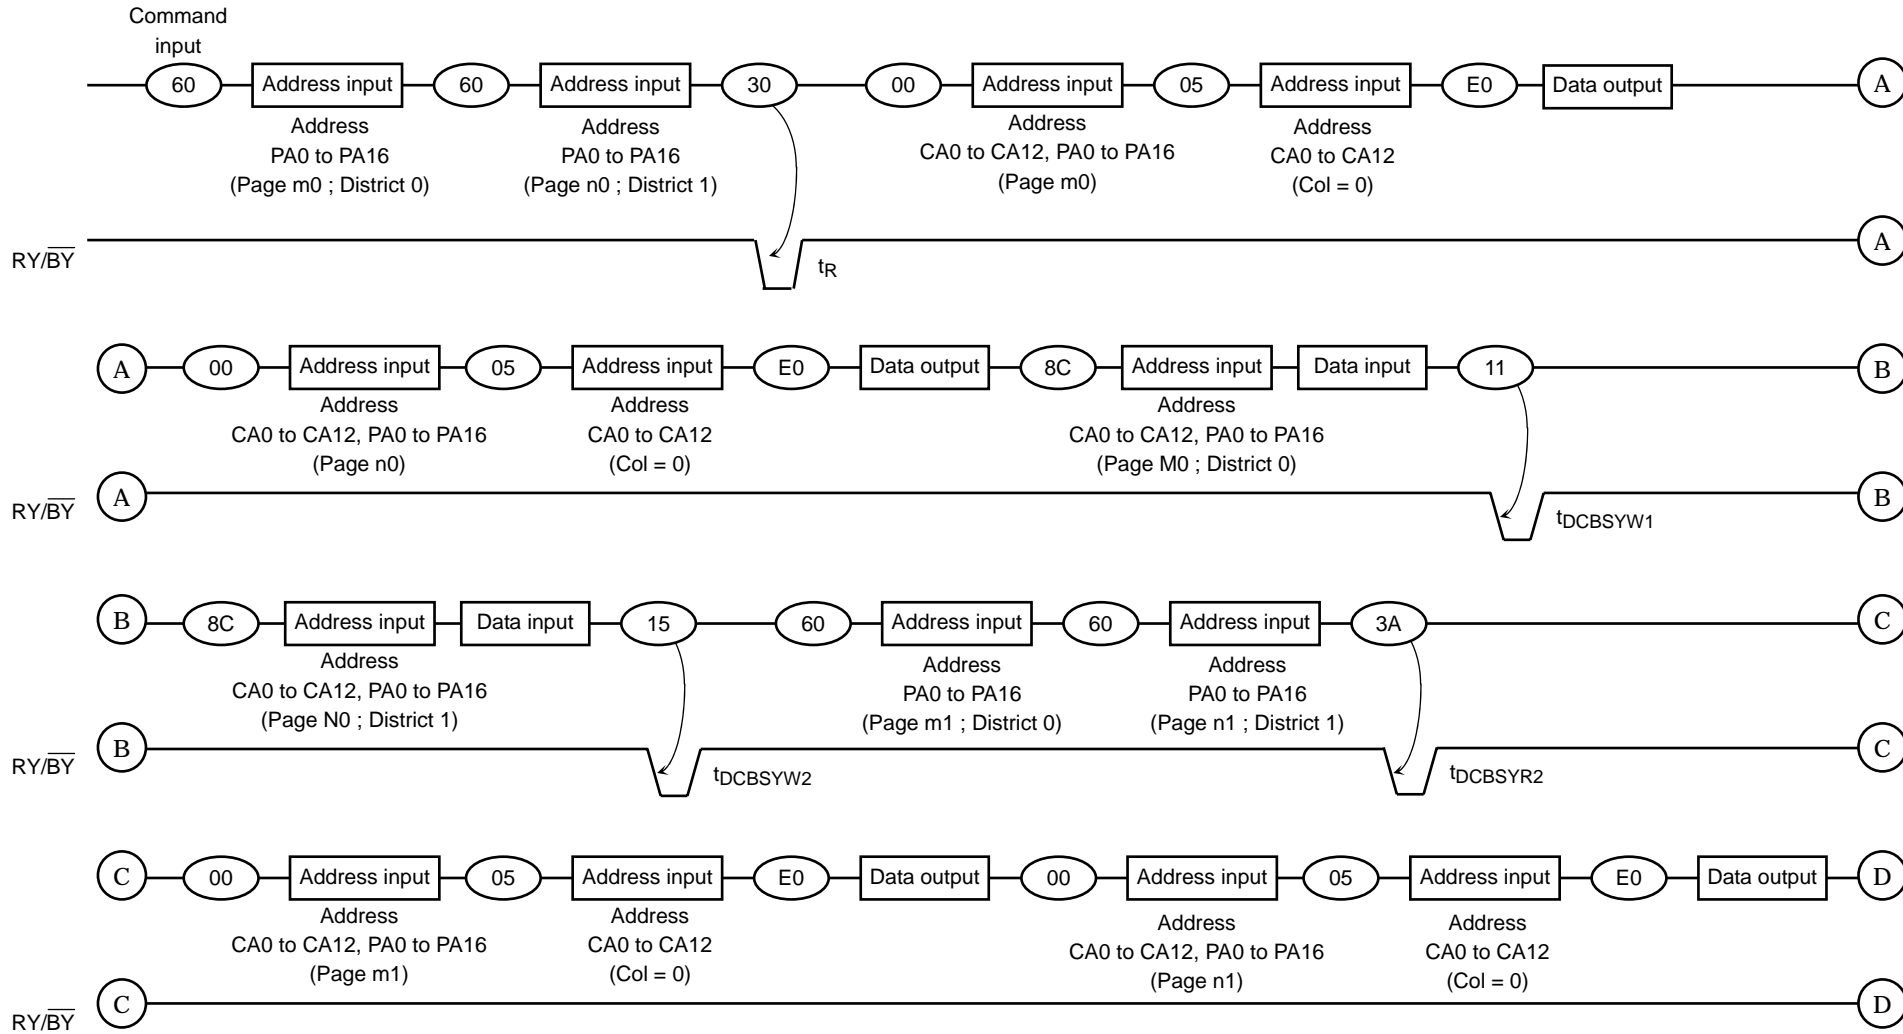 Command
input
60 Address input 60 Address input 30 00 Address input 05 Address input E0 Data output A
Address
PA0 to PA16
(Page m0 ; District 0)
Address
PA0 to PA16
(Page n0 ; District 1)
Address
CA0 to CA12, PA0 to PA16
(Page m0)
Address
CA0 to CA12
(Col = 0)
RY/BY tR A
A 00 Address input 05 Address input E0 Data output 8C Address input Data input 11 B
Address
CA0 to CA12, PA0 to PA16
(Page n0)
Address
CA0 to CA12
(Col = 0)
Address
CA0 to CA12, PA0 to PA16
(Page M0 ; District 0)
RY/BY A tDCBSYW1 B
B 8C Address input Data input 15 60 Address input 60 Address input 3A C
Address
CA0 to CA12, PA0 to PA16
(Page N0 ; District 1)
Address
PA0 to PA16
(Page m1 ; District 0)
Address
PA0 to PA16
(Page n1 ; District 1)
RY/BY B tDCBSYW2 tDCBSYR2 C
C 00 Address input 05 Address input E0 Data output 00 Address input 05 Address input E0 Data output D
Address
CA0 to CA12, PA0 to PA16
(Page m1)
Address
CA0 to CA12
(Col = 0)
Address
CA0 to CA12, PA0 to PA16
(Page n1)
Address
CA0 to CA12
(Col = 0)
RY/BY C D